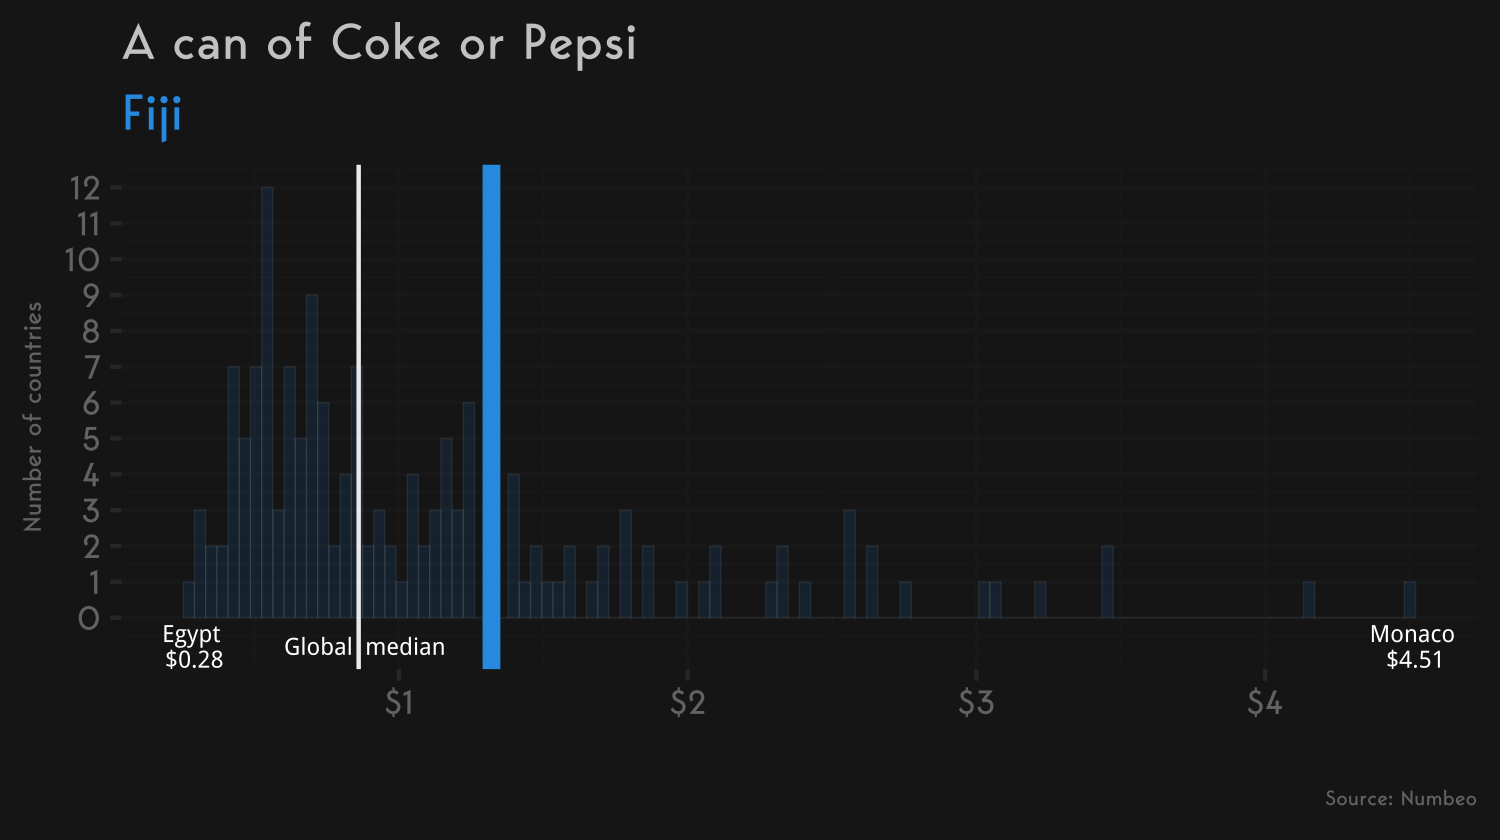 A can of Coke or Pepsi
Fiji
Number of countries
12
11
10
9
8
7
6
5
4
3
2
1
0
Egypt
$0.28
Global median
Monaco
$4.51
$1 $2 $3 $4
Source: Numbeo